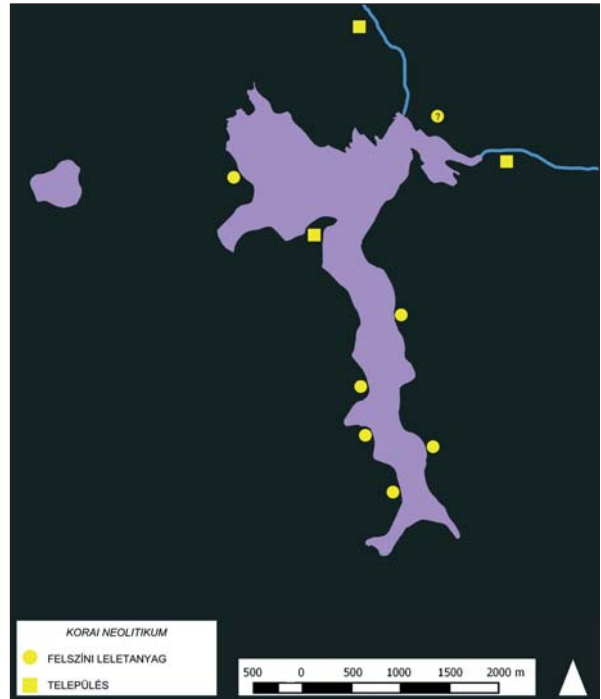 ?
KORAI NEOLITIKUM
FELSZÍNI LELETANYAG
TELEPÜLÉS
500 0 500 1000 1500 2000 m